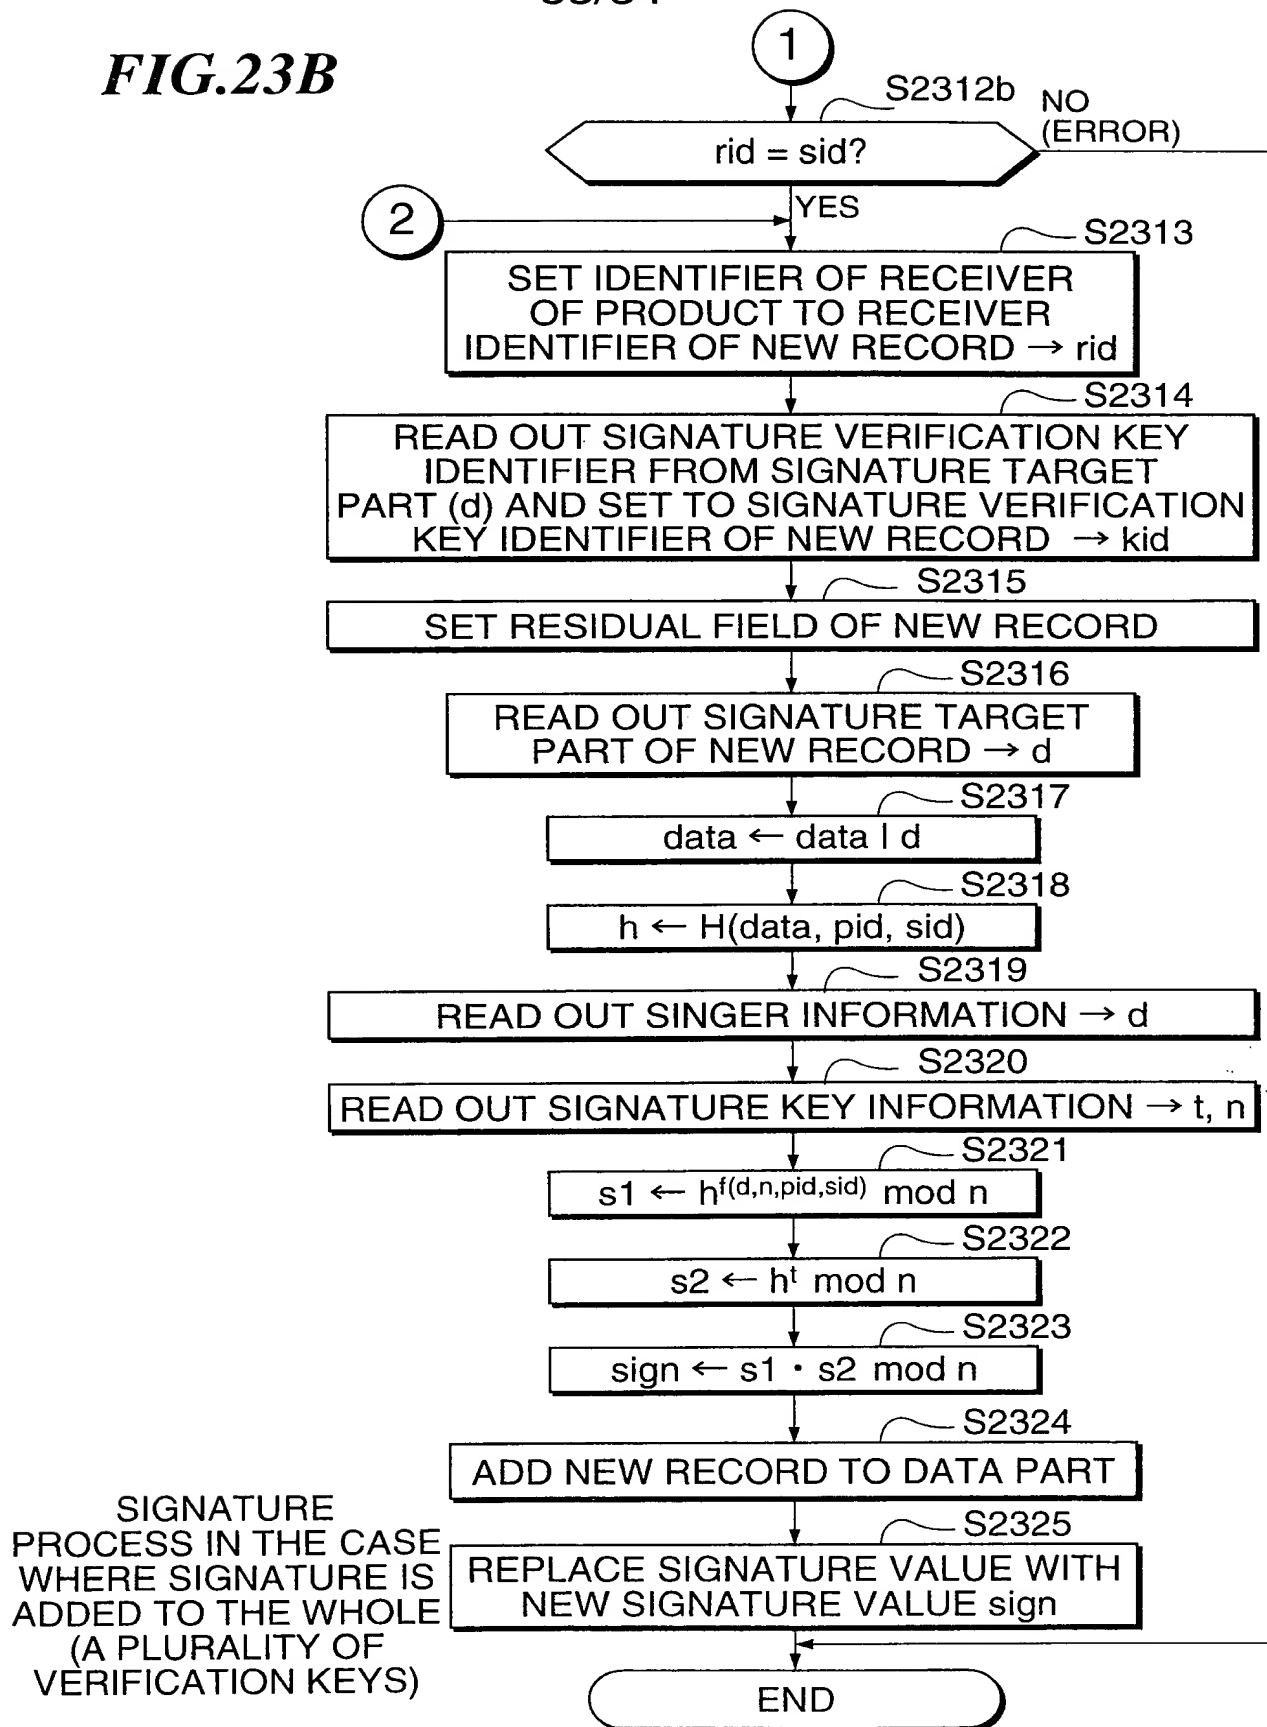 FIG.23B
1
S2312b
NO
(ERROR)
rid = sid?
YES
2
S2313
SET IDENTIFIER OF RECEIVER
OF PRODUCT TO RECEIVER
IDENTIFIER OF NEW RECORD → rid
S2314
READ OUT SIGNATURE VERIFICATION KEY
IDENTIFIER FROM SIGNATURE TARGET
PART (d) AND SET TO SIGNATURE VERIFICATION
KEY IDENTIFIER OF NEW RECORD → kid
S2315
SET RESIDUAL FIELD OF NEW RECORD
S2316
READ OUT SIGNATURE TARGET
PART OF NEW RECORD → d
S2317
data ← data | d
S2318
h ← H(data, pid, sid)
S2319
READ OUT SINGER INFORMATION → d
S2320
READ OUT SIGNATURE KEY INFORMATION → t, n
S2321
s1 ← h^f(d,n,pid,sid) mod n
S2322
s2 ← h^t mod n
S2323
sign ← s1 · s2 mod n
S2324
ADD NEW RECORD TO DATA PART
S2325
REPLACE SIGNATURE VALUE WITH
NEW SIGNATURE VALUE sign
SIGNATURE
PROCESS IN THE CASE
WHERE SIGNATURE IS
ADDED TO THE WHOLE
(A PLURALITY OF
VERIFICATION KEYS)
END